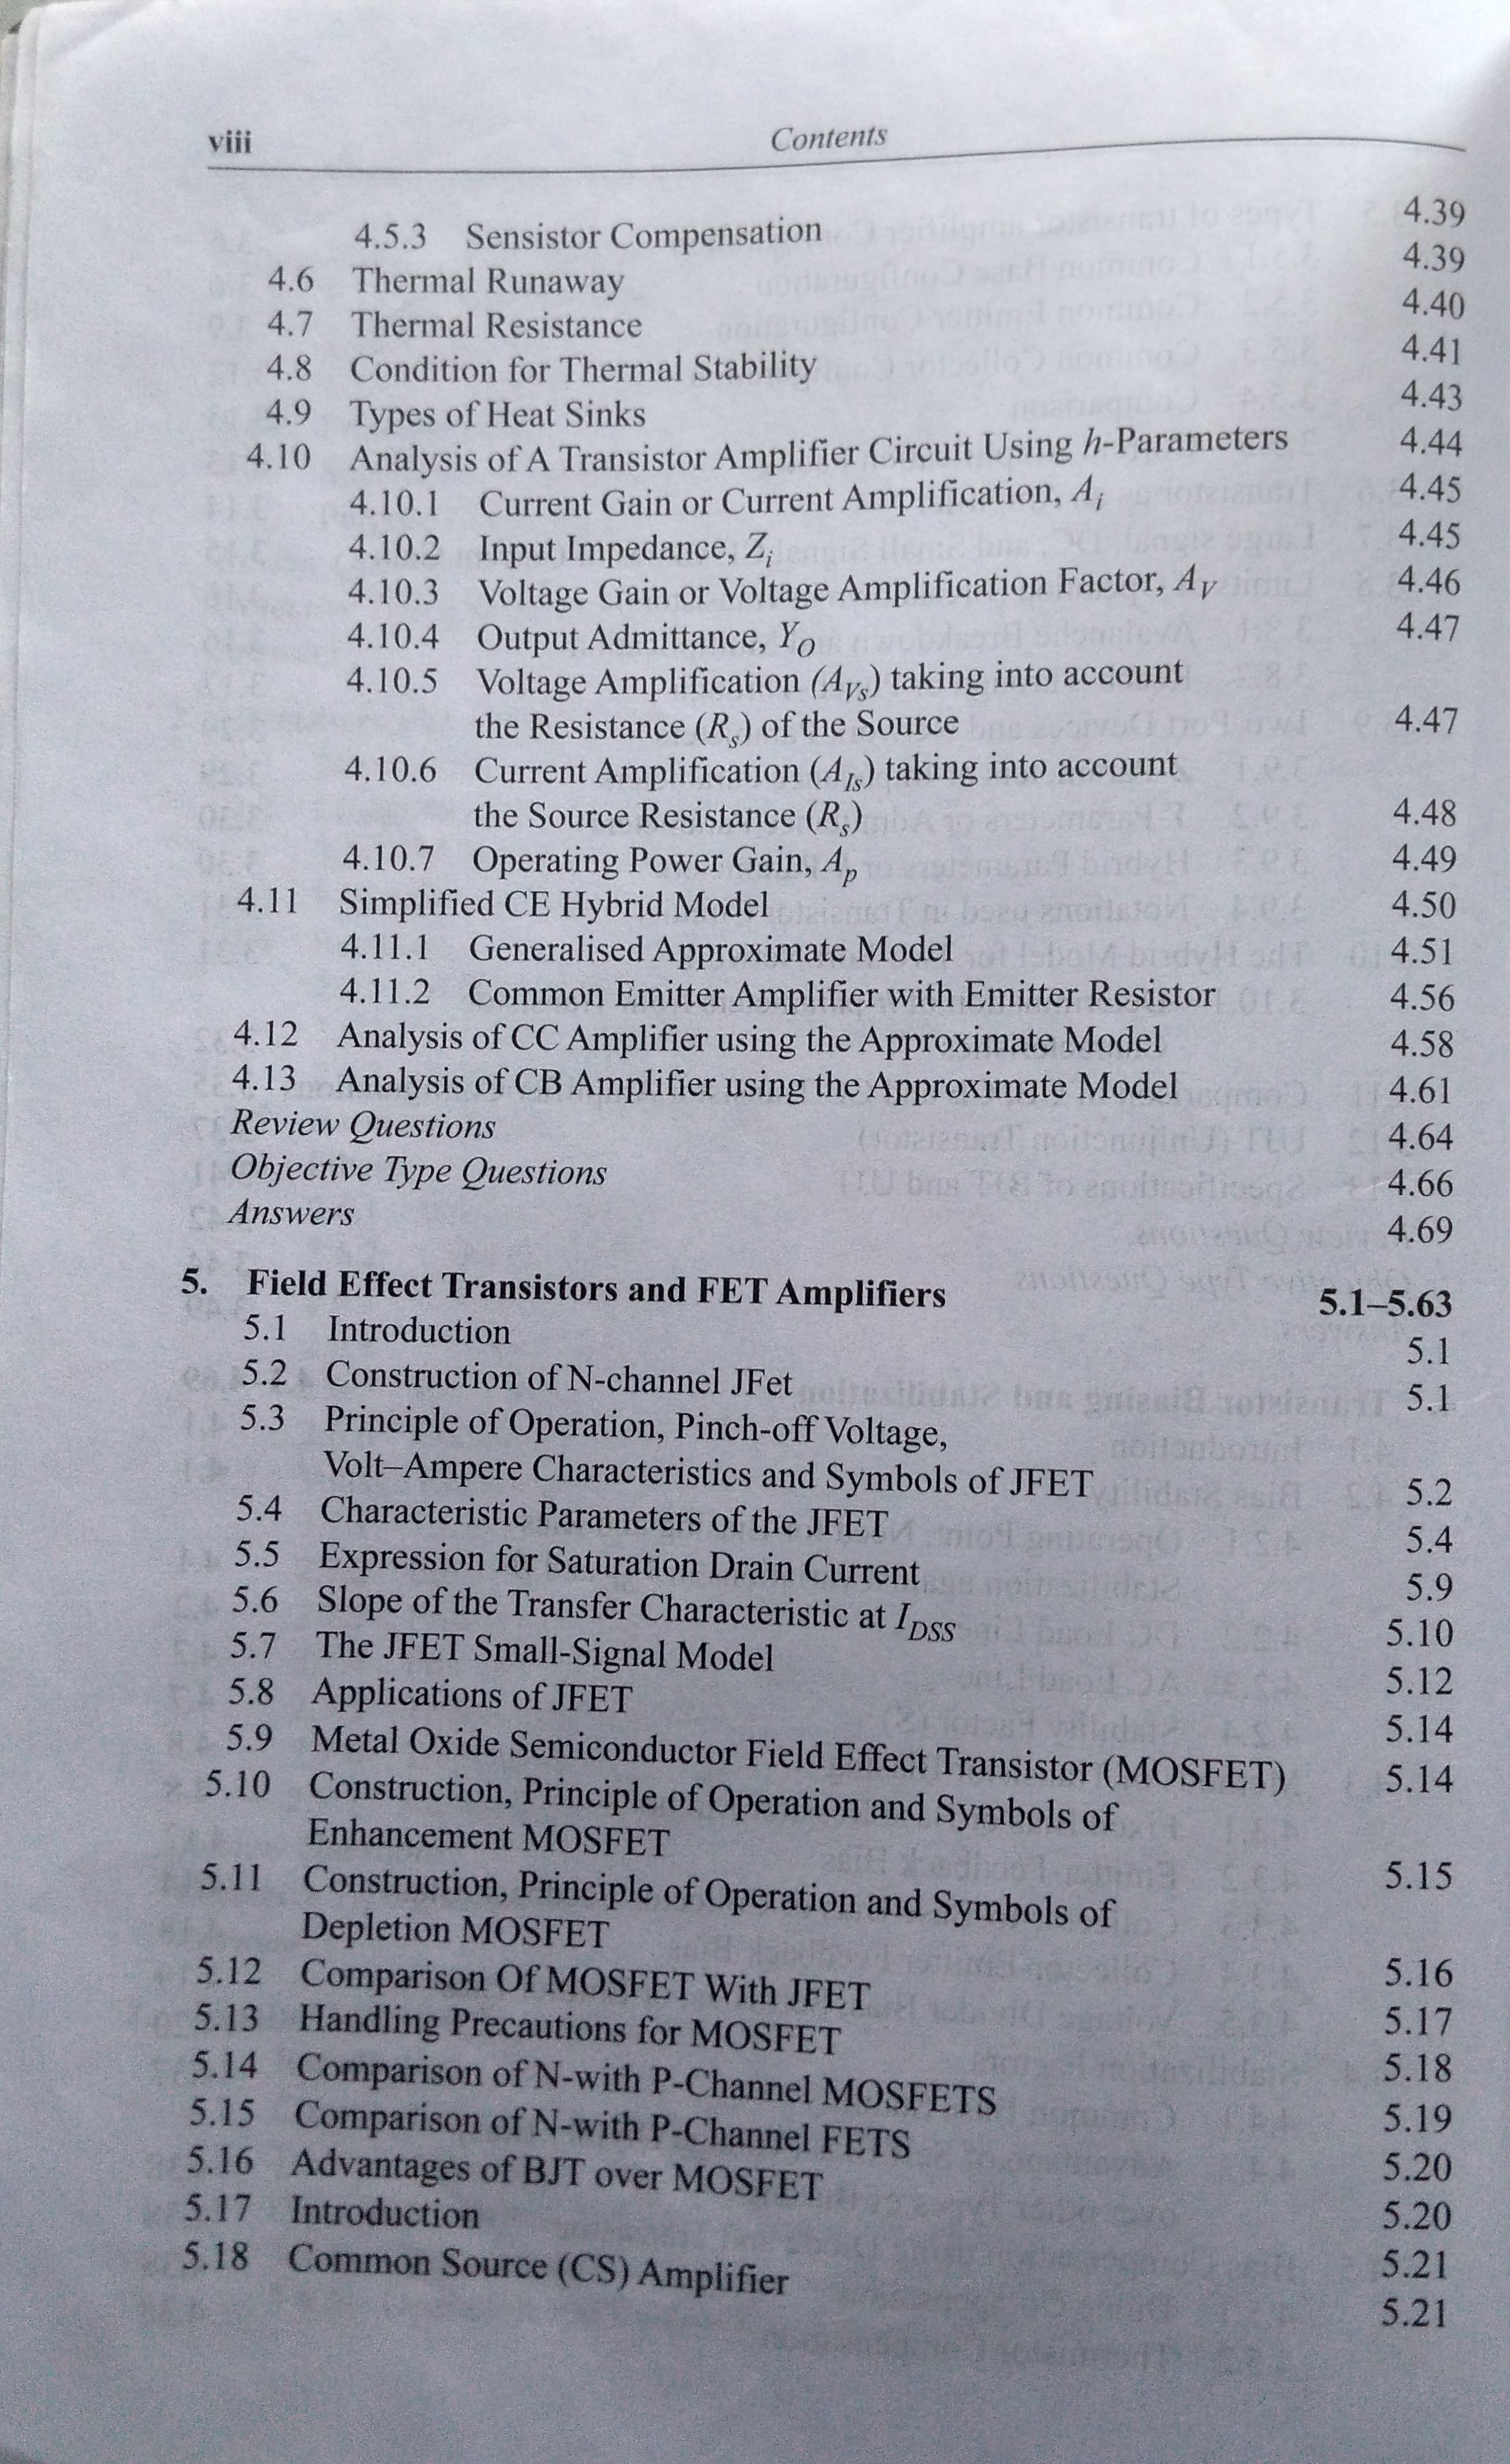 viii Contents
4.5.3 Sensistor Compensation 4.39
4.6 Thermal Runaway 4.39
4.7 Thermal Resistance 4.40
4.8 Condition for Thermal Stability 4.41
4.9 Types of Heat Sinks 4.43
4.10 Analysis of A Transistor Amplifier Circuit Using h-Parameters 4.44
4.10.1 Current Gain or Current Amplification, Ai 4.45
4.10.2 Input Impedance, Zi 4.45
4.10.3 Voltage Gain or Voltage Amplification Factor, AV 4.46
4.10.4 Output Admittance, YO 4.47
4.10.5 Voltage Amplification (AVs) taking into account
the Resistance (Rs) of the Source 4.47
4.10.6 Current Amplification (AIs) taking into account
the Source Resistance (Rs) 4.48
4.10.7 Operating Power Gain, Ap 4.49
4.11 Simplified CE Hybrid Model 4.50
4.11.1 Generalised Approximate Model 4.51
4.11.2 Common Emitter Amplifier with Emitter Resistor 4.56
4.12 Analysis of CC Amplifier using the Approximate Model 4.58
4.13 Analysis of CB Amplifier using the Approximate Model 4.61
Review Questions 4.64
Objective Type Questions 4.66
Answers 4.69
5. Field Effect Transistors and FET Amplifiers 5.1–5.63
5.1 Introduction 5.1
5.2 Construction of N-channel JFet 5.1
5.3 Principle of Operation, Pinch-off Voltage,
Volt–Ampere Characteristics and Symbols of JFET 5.2
5.4 Characteristic Parameters of the JFET 5.4
5.5 Expression for Saturation Drain Current 5.9
5.6 Slope of the Transfer Characteristic at IDSS 5.10
5.7 The JFET Small-Signal Model 5.12
5.8 Applications of JFET 5.14
5.9 Metal Oxide Semiconductor Field Effect Transistor (MOSFET) 5.14
5.10 Construction, Principle of Operation and Symbols of
Enhancement MOSFET 5.15
5.11 Construction, Principle of Operation and Symbols of
Depletion MOSFET 5.16
5.12 Comparison Of MOSFET With JFET 5.17
5.13 Handling Precautions for MOSFET 5.18
5.14 Comparison of N-with P-Channel MOSFETS 5.19
5.15 Comparison of N-with P-Channel FETS 5.20
5.16 Advantages of BJT over MOSFET 5.20
5.17 Introduction 5.21
5.18 Common Source (CS) Amplifier 5.21